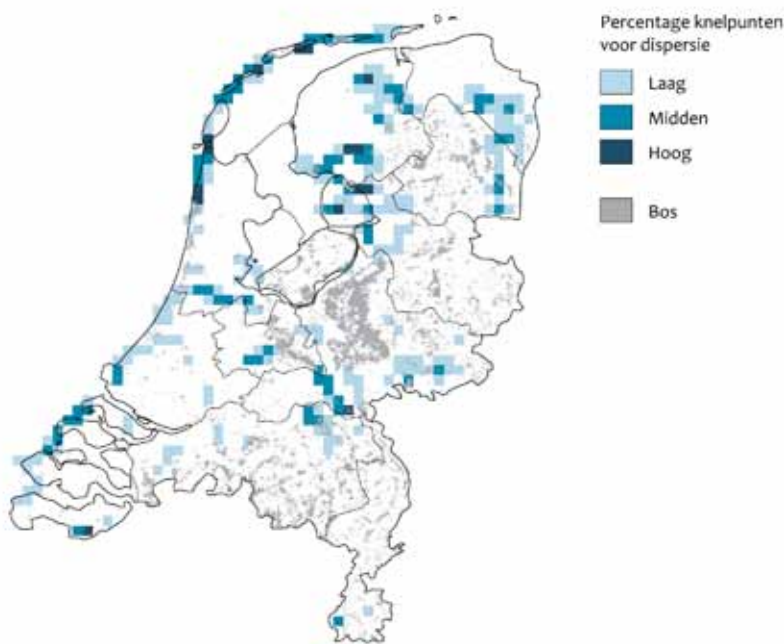 Percentage knelpunten
voor dispersie
Laag
Midden
Hoog
Bos